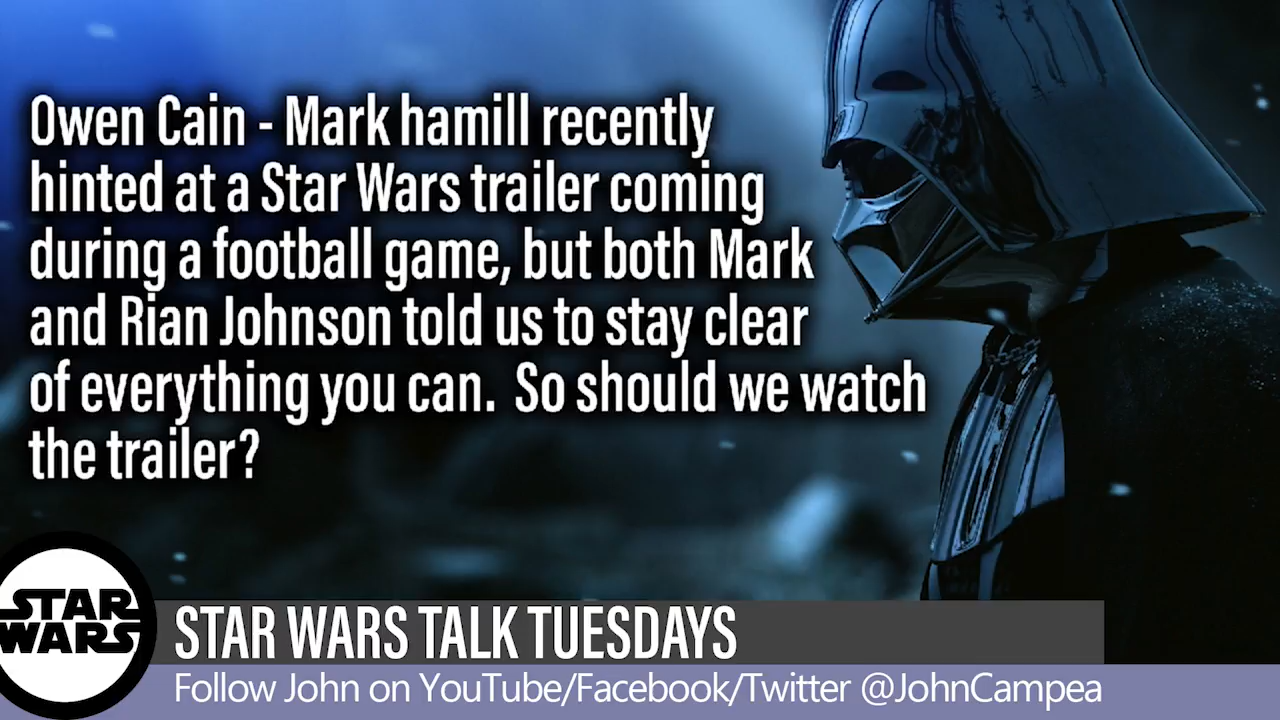 Owen Cain - Mark hamill recently
hinted at a Star Wars trailer coming
during a football game, but both Mark
and Rian Johnson told us to stay clear
of everything you can.  So should we watch
the trailer?
STAR
WARS
STAR WARS TALK TUESDAYS
Follow John on YouTube/Facebook/Twitter @JohnCampea